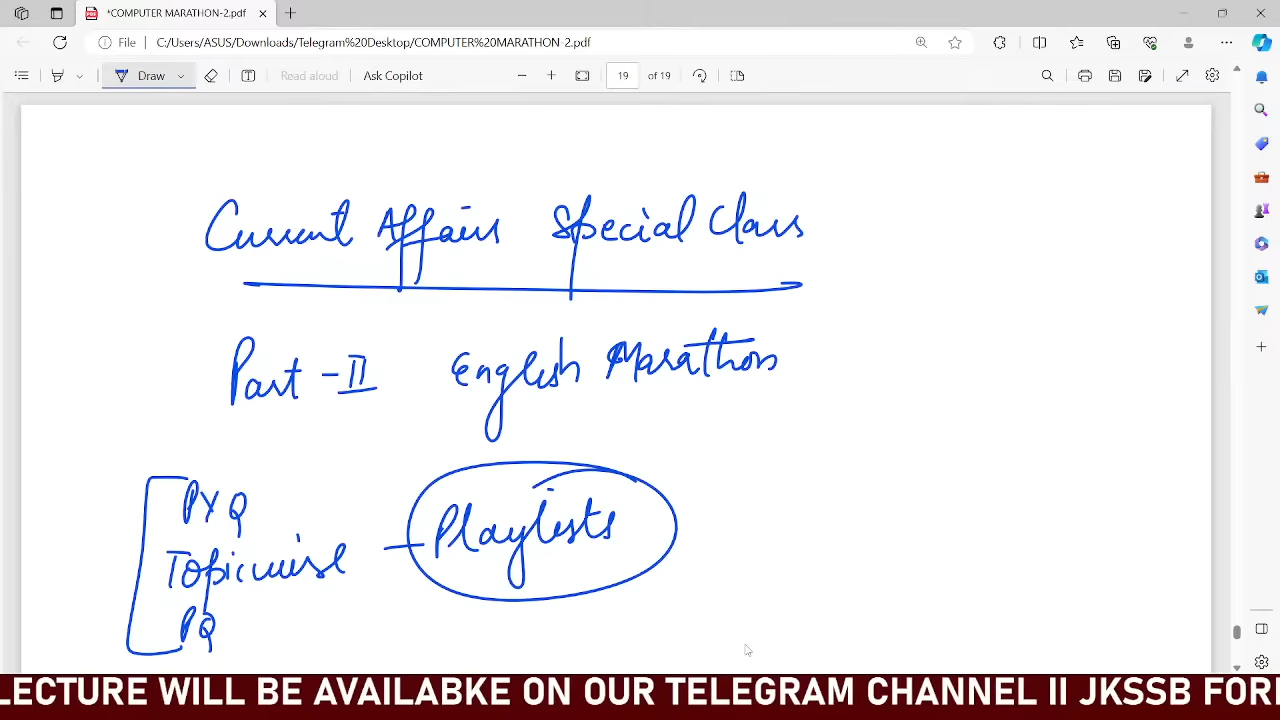 *COMPUTER MARATHON-2.pdf
File C:/Users/ASUS/Downloads/Telegram%20Desktop/COMPUTER%20MARATHON-2.pdf
Draw Read aloud Ask Copilot 19 of 19
Current Affairs Special Class
Part - II English Marathon
PYQ
Topicwise - Playlists
PQ
LECTURE WILL BE AVAILABKE ON OUR TELEGRAM CHANNEL II JKSSB FOR